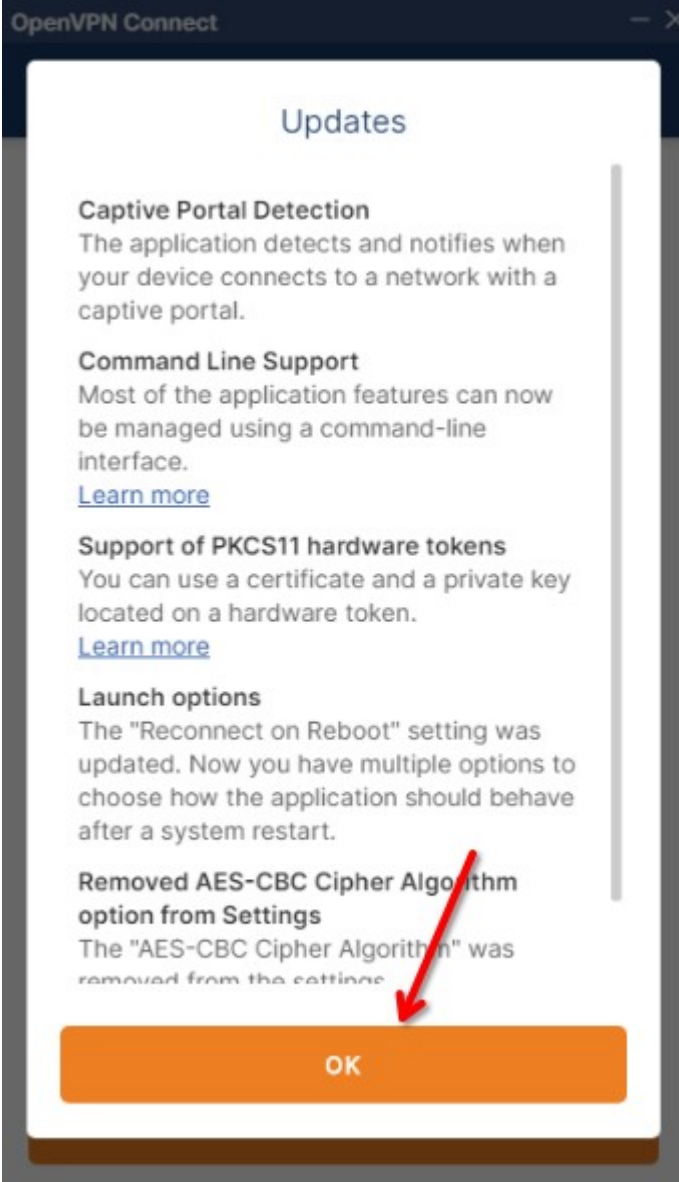 OpenVPN Connect
Updates
Captive Portal Detection
The application detects and notifies when
your device connects to a network with a
captive portal.
Command Line Support
Most of the application features can now
be managed using a command-line
interface.
Learn more
Support of PKCS11 hardware tokens
You can use a certificate and a private key
located on a hardware token.
Learn more
Launch options
The "Reconnect on Reboot" setting was
updated. Now you have multiple options to
choose how the application should behave
after a system restart.
Removed AES-CBC Cipher Algorithm
option from Settings
The "AES-CBC Cipher Algorithm" was
removed from the settings
OK